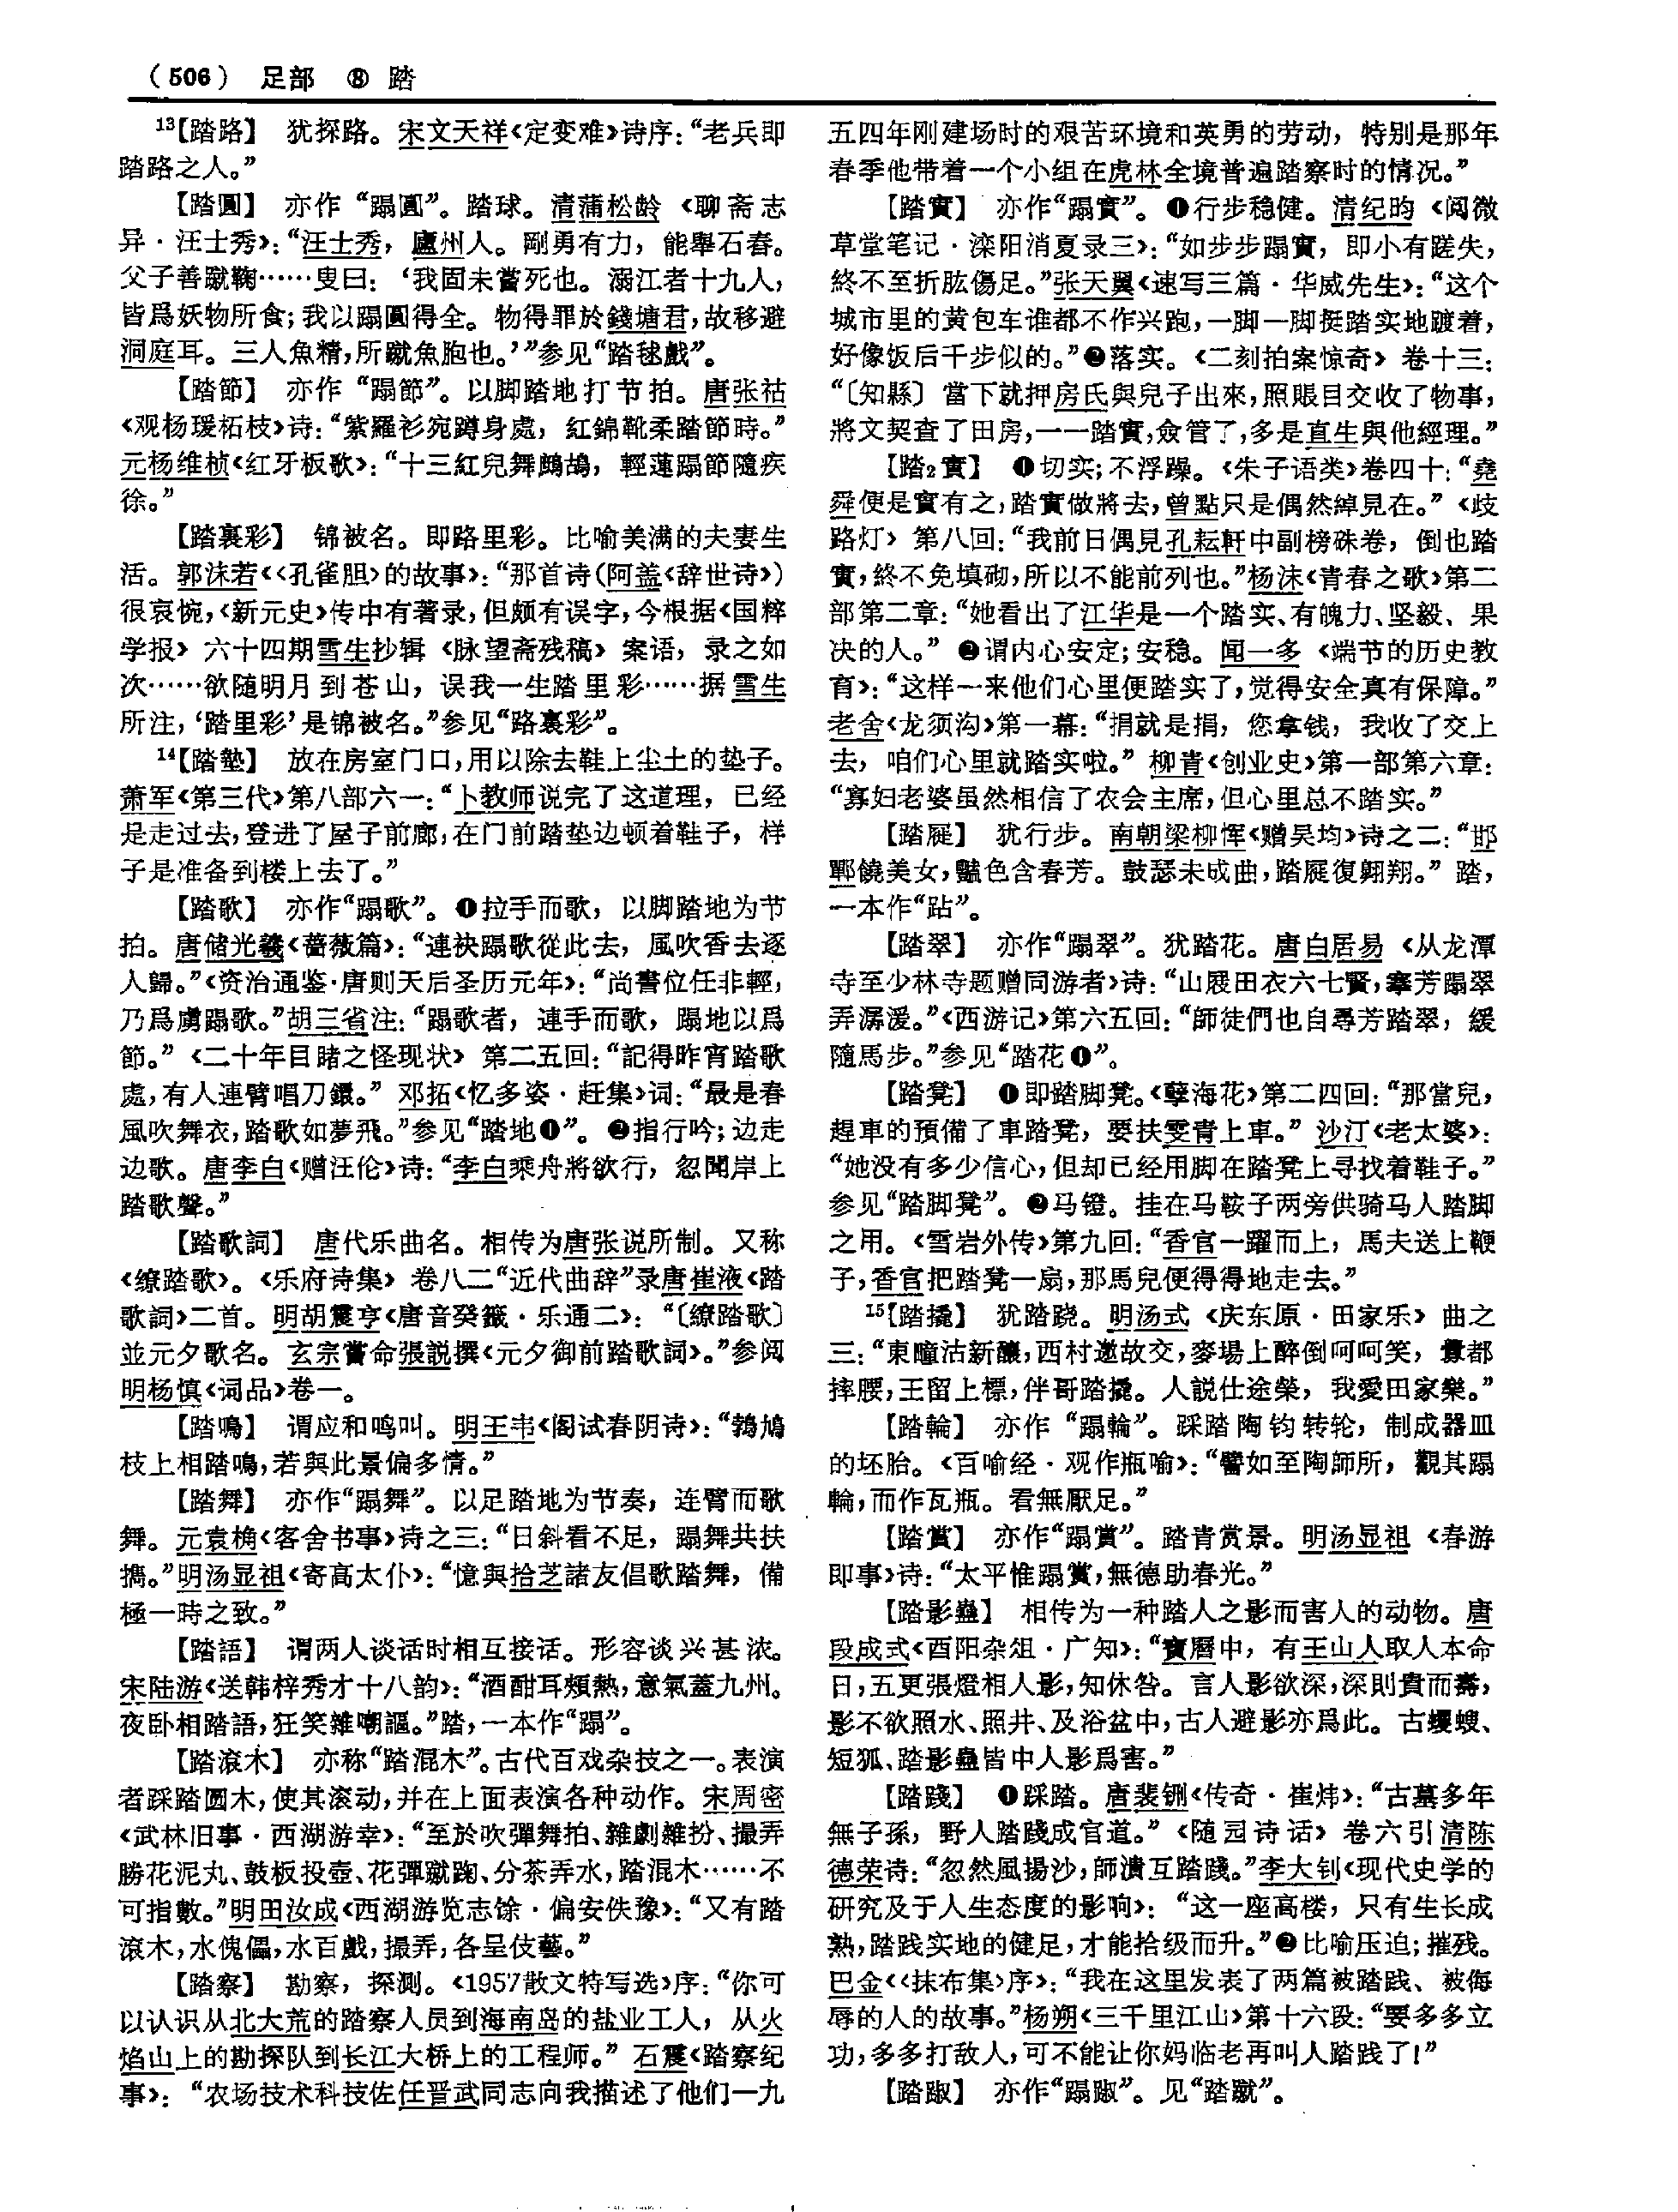 （506） 足部 ⑧ 踏
¹³【踏路】 犹探路。宋文天祥《定变难》诗序：“老兵即
踏路之人。”
【踏圓】 亦作“蹋圓”。踏球。清蒲松龄《聊斋志
异·汪士秀》：“汪士秀，廬州人。剛勇有力，能舉石舂。
父子善蹴鞠……叟曰：‘我固未嘗死也。溺江者十九人，
皆爲妖物所食；我以蹋圓得全。物得罪於錢塘君，故移避
洞庭耳。三人魚精，所蹴魚胞也。’”参见“踏毬戲”。
【踏節】 亦作“蹋節”。以脚踏地打节拍。唐张祜
《观杨瑗柘枝》诗：“紫羅衫宛蹲身處，紅錦靴柔踏節時。”
元杨维桢《红牙板歌》：“十三紅兒舞鷓鴣，輕蓮蹋節隨疾
徐。”
【踏裏彩】 锦被名。即路里彩。比喻美满的夫妻生
活。郭沫若《〈孔雀胆〉的故事》：“那首诗（阿盖《辞世诗》）
很哀惋，《新元史》传中有著录，但颇有误字，今根据《国粹
学报》六十四期雪生抄辑《脉望斋残稿》案语，录之如
次……欲随明月到苍山，误我一生踏里彩……据雪生
所注，‘踏里彩’是锦被名。”参见“路裏彩”。
¹⁴【踏墊】 放在房室门口，用以除去鞋上尘土的垫子。
萧军《第三代》第八部六一：“卜教师说完了这道理，已经
是走过去，登进了屋子前廊，在门前踏垫边顿着鞋子，样
子是准备到楼上去了。”
【踏歌】 亦作“蹋歌”。❶拉手而歌，以脚踏地为节
拍。唐储光羲《蔷薇篇》：“連袂蹋歌從此去，風吹香去逐
人歸。”《资治通鉴·唐则天后圣历元年》：“尚書位任非輕，
乃爲虜蹋歌。”胡三省注：“蹋歌者，連手而歌，蹋地以爲
節。”《二十年目睹之怪现状》第二五回：“記得昨宵踏歌
處，有人連臂唱刀鐶。”邓拓《忆多姿·赶集》词：“最是春
風吹舞衣，踏歌如夢飛。”参见“踏地❶”。❷指行吟；边走
边歌。唐李白《赠汪伦》诗：“李白乘舟將欲行，忽聞岸上
踏歌聲。”
【踏歌詞】 唐代乐曲名。相传为唐张说所制。又称
《缭踏歌》。《乐府诗集》卷八二“近代曲辞”录唐崔液《踏
歌詞》二首。明胡震亨《唐音癸籤·乐通二》：“〔繚踏歌〕
並元夕歌名。玄宗嘗命張說撰《元夕御前踏歌詞》。”参阅
明杨慎《词品》卷一。
【踏鳴】 谓应和鸣叫。明王韦《阁试春阴诗》：“鵓鳩
枝上相踏鳴，若與此景偏多情。”
【踏舞】 亦作“蹋舞”。以足踏地为节奏，连臂而歌
舞。元袁桷《客舍书事》诗之三：“日斜看不足，蹋舞共扶
攜。”明汤显祖《寄高太仆》：“憶與拾芝諸友倡歌踏舞，備
極一時之致。”
【踏語】 谓两人谈话时相互接话。形容谈兴甚浓。
宋陆游《送韩梓秀才十八韵》：“酒酣耳頰熱，意氣蓋九州。
夜卧相踏語，狂笑雜嘲謳。”踏，一本作“蹋”。
【踏滾木】 亦称“踏混木”。古代百戏杂技之一。表演
者踩踏圆木，使其滚动，并在上面表演各种动作。宋周密
《武林旧事·西湖游幸》：“至於吹彈舞拍、雜劇雜扮、撮弄
勝花泥丸、鼓板投壺、花彈蹴踘、分茶弄水，踏混木……不
可指數。”明田汝成《西湖游览志馀·偏安佚豫》：“又有踏
滾木，水傀儡，水百戲，撮弄，各呈伎藝。”
【踏察】 勘察，探测。《1957散文特写选》序：“你可
以认识从北大荒的踏察人员到海南岛的盐业工人，从火
焰山上的勘探队到长江大桥上的工程师。”石震《踏察纪
事》：“农场技术科技佐任晋武同志向我描述了他们一九
五四年刚建场时的艰苦环境和英勇的劳动，特别是那年
春季他带着一个小组在虎林全境普遍踏察时的情况。”
【踏實】 亦作“蹋實”。❶行步稳健。清纪昀《阅微
草堂笔记·滦阳消夏录三》：“如步步蹋實，即小有蹉失，
終不至折肱傷足。”张天翼《速写三篇·华威先生》：“这个
城市里的黄包车谁都不作兴跑，一脚一脚挺踏实地踱着，
好像饭后千步似的。”❷落实。《二刻拍案惊奇》卷十三：
“〔知縣〕當下就押房氏與兒子出來，照賬目交收了物事，
將文契查了田房，一一踏實，僉管了，多是直生與他經理。”
【踏₂實】 ❶切实；不浮躁。《朱子语类》卷四十：“堯
舜便是實有之，踏實做將去，曾點只是偶然綽見在。”《歧
路灯》第八回：“我前日偶見孔耘軒中副榜硃卷，倒也踏
實，終不免填砌，所以不能前列也。”杨沫《青春之歌》第二
部第二章：“她看出了江华是一个踏实、有魄力、坚毅、果
决的人。”❷谓内心安定；安稳。闻一多《端节的历史教
育》：“这样一来他们心里便踏实了，觉得安全真有保障。”
老舍《龙须沟》第一幕：“捐就是捐，您拿钱，我收了交上
去，咱们心里就踏实啦。”柳青《创业史》第一部第六章：
“寡妇老婆虽然相信了农会主席，但心里总不踏实。”
【踏屣】 犹行步。南朝梁柳恽《赠吴均》诗之二：“邯
鄲饒美女，豔色含春芳。鼓瑟未成曲，踏屣復翱翔。”踏，
一本作“跕”。
【踏翠】 亦作“蹋翠”。犹踏花。唐白居易《从龙潭
寺至少林寺题赠同游者》诗：“山屐田衣六七賢，搴芳蹋翠
弄潺湲。”《西游记》第六五回：“師徒們也自尋芳踏翠，緩
隨馬步。”参见“踏花❶”。
【踏凳】 ❶即踏脚凳。《孽海花》第二四回：“那當兒，
趕車的預備了車踏凳，要扶雯青上車。”沙汀《老太婆》：
“她没有多少信心，但却已经用脚在踏凳上寻找着鞋子。”
参见“踏脚凳”。❷马镫。挂在马鞍子两旁供骑马人踏脚
之用。《雪岩外传》第九回：“香官一躍而上，馬夫送上鞭
子，香官把踏凳一扇，那馬兒便得得地走去。”
¹⁵【踏撬】 犹踏跷。明汤式《庆东原·田家乐》曲之
三：“東疃沽新釀，西村邀故交，麥場上醉倒呵呵笑，都
摔腰，王留上標，伴哥踏撬。人説仕途榮，我愛田家樂。”
【踏輪】 亦作“蹋輪”。踩踏陶钧转轮，制成器皿
的坯胎。《百喻经·观作瓶喻》：“譬如至陶師所，觀其蹋
輪，而作瓦瓶。看無厭足。”
【踏賞】 亦作“蹋賞”。踏青赏景。明汤显祖《春游
即事》诗：“太平惟蹋賞，無德助春光。”
【踏影蠱】 相传为一种踏人之影而害人的动物。唐
段成式《酉阳杂俎·广知》：“寶曆中，有王山人取人本命
日，五更張燈相人影，知休咎。言人影欲深，深則貴而壽，
影不欲照水、照井、及浴盆中，古人避影亦爲此。古蠼螋、
短狐、踏影蠱皆中人影爲害。”
【踏踐】 ❶踩踏。唐裴铏《传奇·崔炜》：“古墓多年
無子孫，野人踏踐成官道。”《随园诗话》卷六引清陈
德荣诗：“忽然風揚沙，師潰互踏踐。”李大钊《现代史学的
研究及于人生态度的影响》：“这一座高楼，只有生长成
熟，踏践实地的健足，才能拾级而升。”❷比喻压迫；摧残。
巴金《〈抹布集〉序》：“我在这里发表了两篇被踏践、被侮
辱的人的故事。”杨朔《三千里江山》第十六段：“要多多立
功，多多打敌人，可不能让你妈临老再叫人踏践了！”
【踏踧】 亦作“蹋踧”。见“踏蹴”。